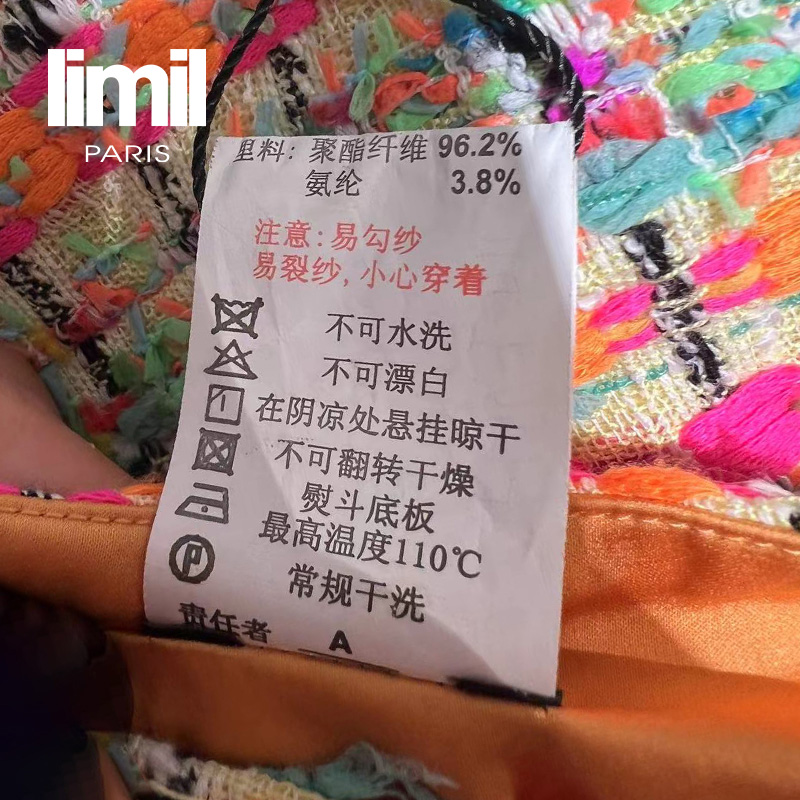 limil
PARIS
里料: 聚酯纤维 96.2%
氨纶 3.8%
注意:易勾纱
易裂纱,小心穿着
不可水洗
不可漂白
在阴凉处悬挂晾干
不可翻转干燥
熨斗底板
最高温度110℃
P
常规干洗
责任者 A